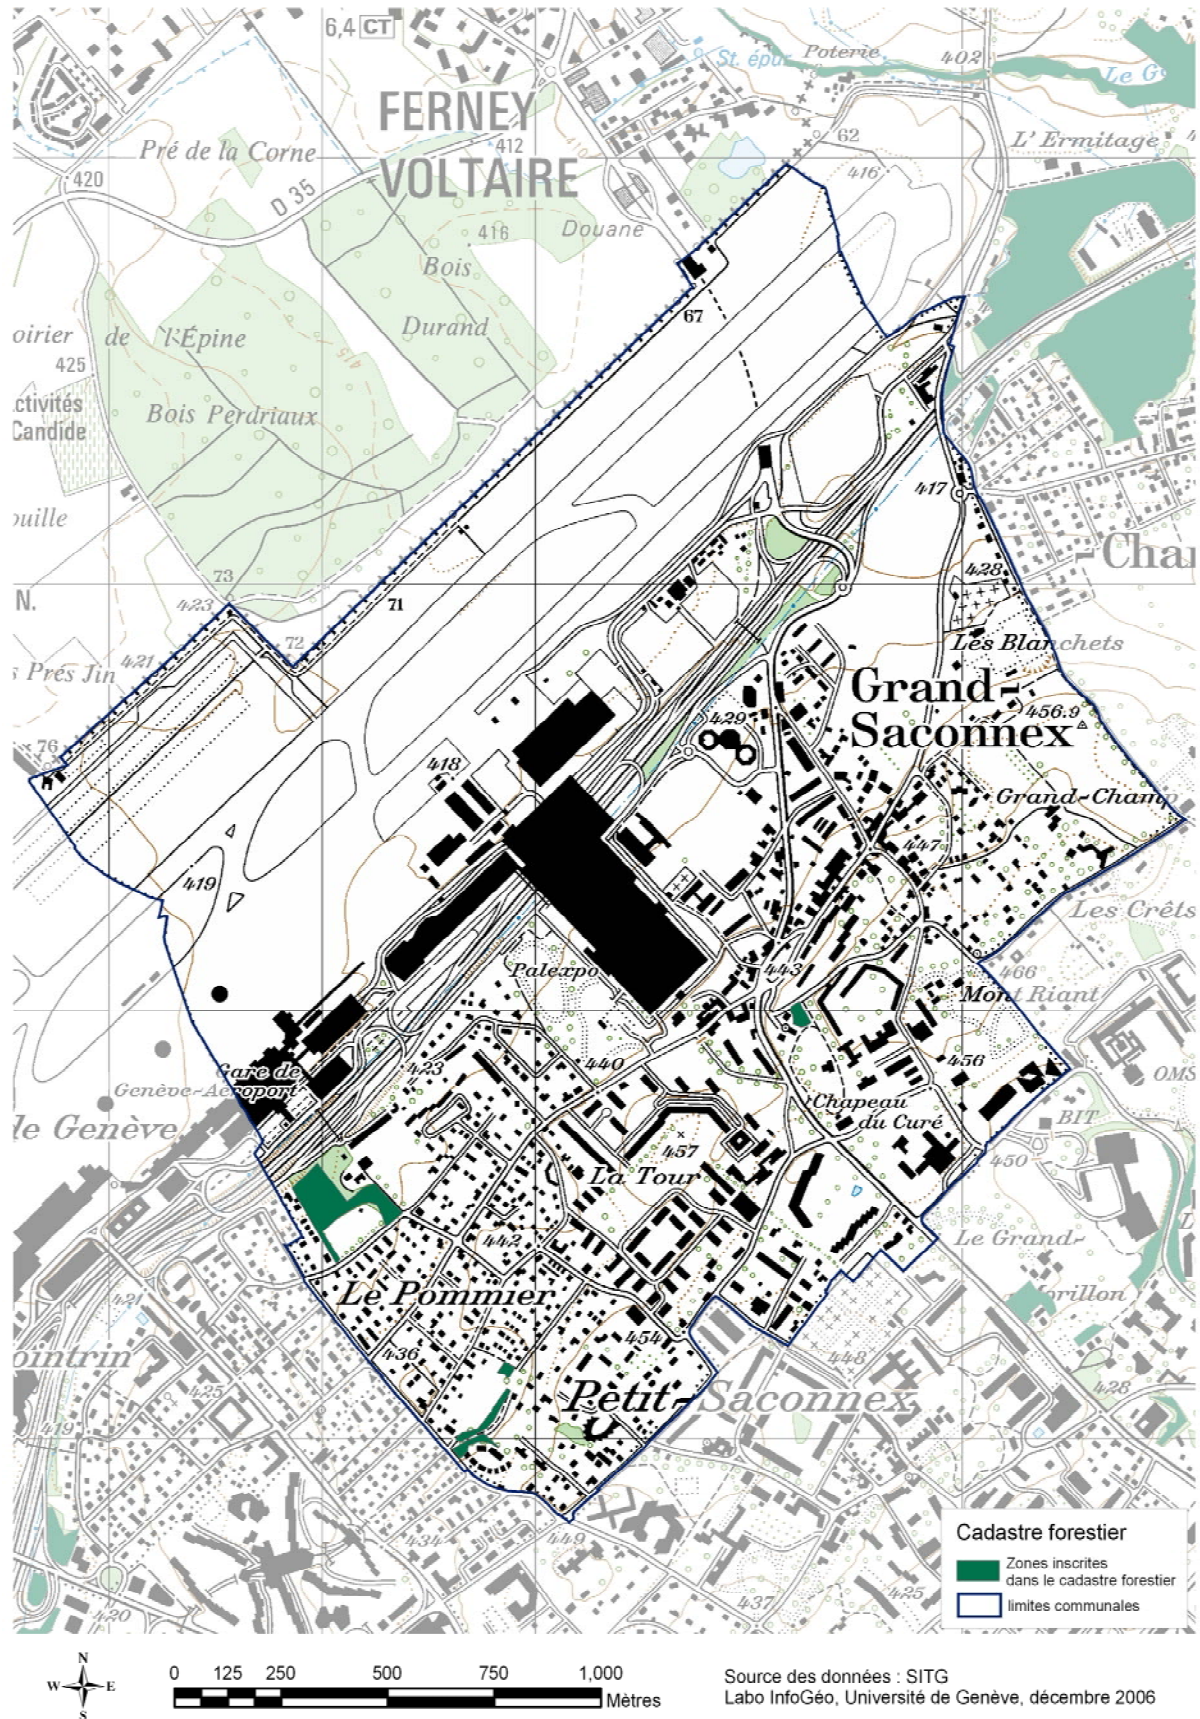 6,4 CT
St. épur
Poterie
402
Le G
FERNEY
VOLTAIRE
412
62
L'Ermitage
Pré de la Corne
420
D 35
416
416
Douane
Bois
Durand
67
oirier de l'Épine
425
ctivités
Candide
Bois Perdriaux
417
ouille
Cha
428
73
71
N.
423
72
Les Blanchets
s Prés Jin
421
Grand-
Saconnex
456.9
429
76
418
Grand-Champ
447
419
Les Crêts
Palexpo
443
466
Mont Riant
Gare de
Genève-Aéroport
423
440
456
OMS
Chapeau
du Curé
BIT
de Genève
457
La Tour
450
442
Le Grand-
Morillon
Le Pommier
421
454
436
448
ointrin
425
428
Petit-Saconnex
419
434
449
425
437
420
Cadastre forestier
Zones inscrites
dans le cadastre forestier
limites communales
N
W E
S
0 125 250 500 750 1,000
Mètres
Source des données : SITG
Labo InfoGéo, Université de Genève, décembre 2006